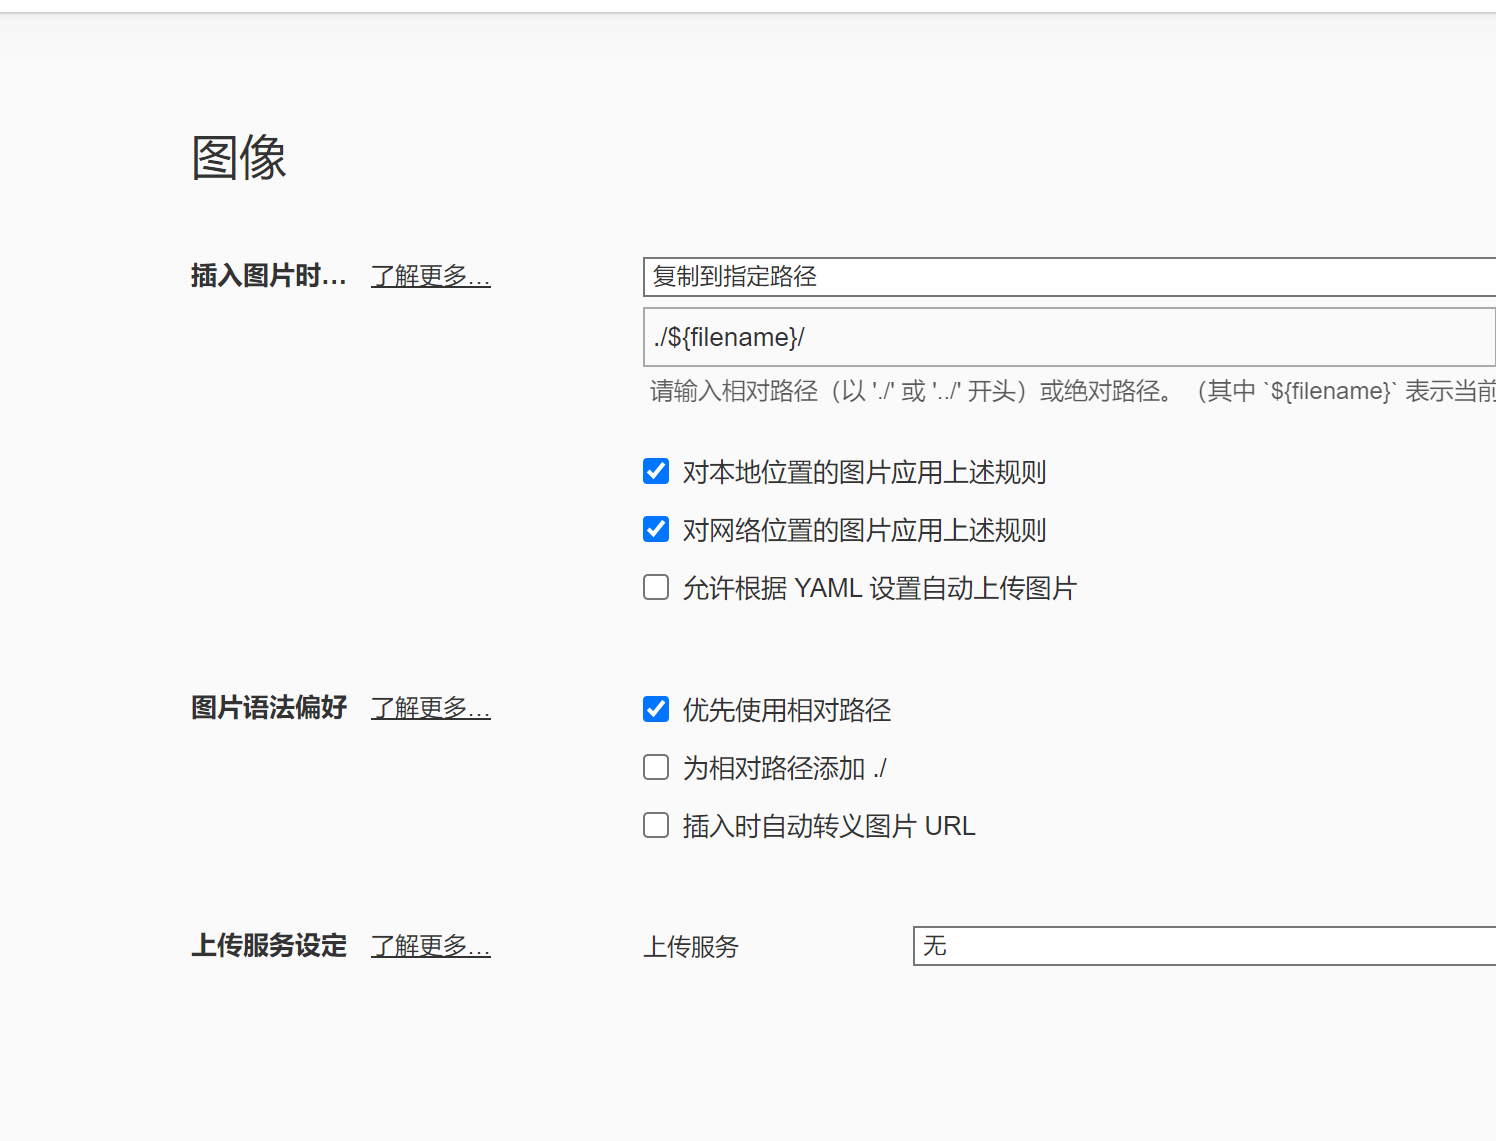 图像
插入图片时... 了解更多... 复制到指定路径
./${filename}/
请输入相对路径（以 './' 或 '../' 开头）或绝对路径。（其中 `${filename}` 表示当前
对本地位置的图片应用上述规则
对网络位置的图片应用上述规则
允许根据 YAML 设置自动上传图片
图片语法偏好 了解更多... 优先使用相对路径
为相对路径添加 ./
插入时自动转义图片 URL
上传服务设定 了解更多... 上传服务 无